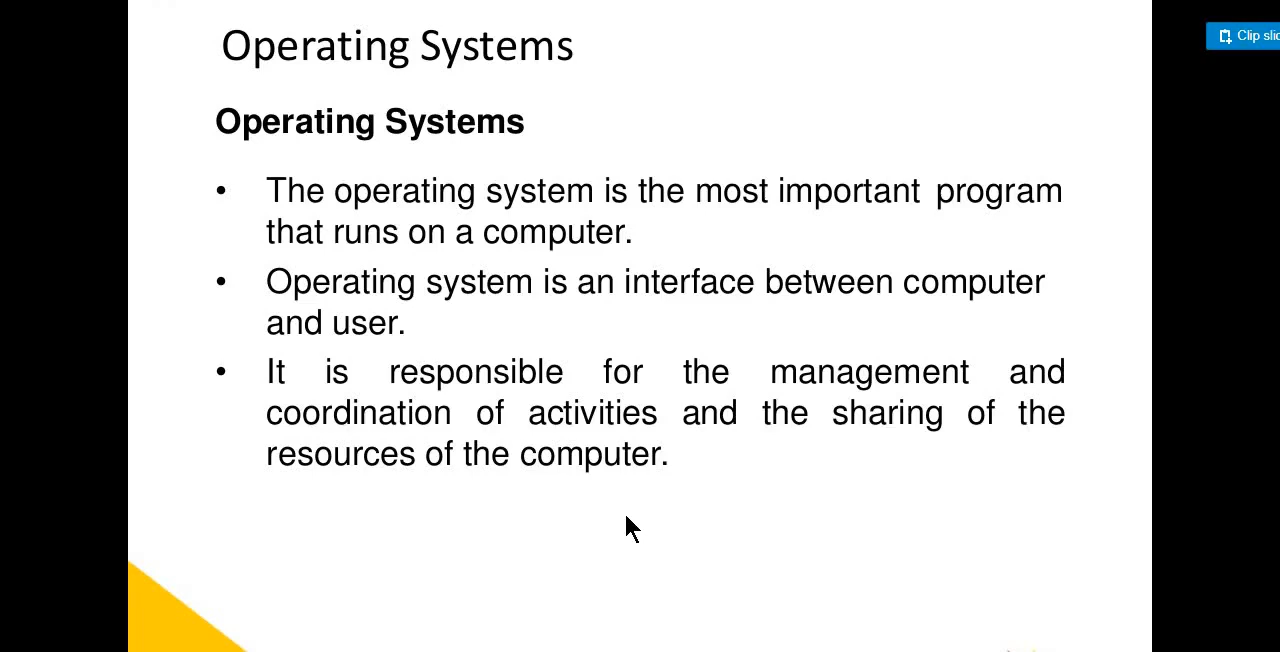 Operating Systems
Clip
Operating Systems
• The operating system is the most important program
that runs on a computer.
• Operating system is an interface between computer
and user.
• It is responsible for the management and
coordination of activities and the sharing of the
resources of the computer.